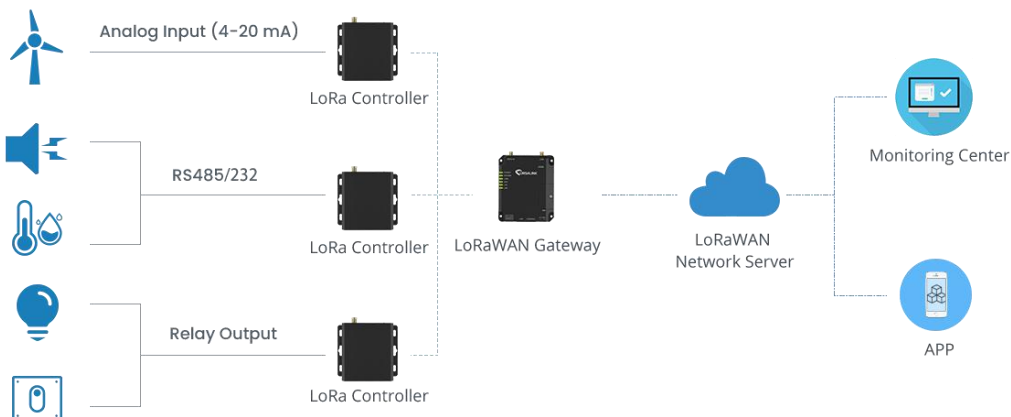 Analog Input (4-20 mA)
LoRa Controller
RS485/232
LoRa Controller
LoRaWAN Gateway
LoRaWAN
Network Server
Monitoring Center
Relay Output
LoRa Controller
APP